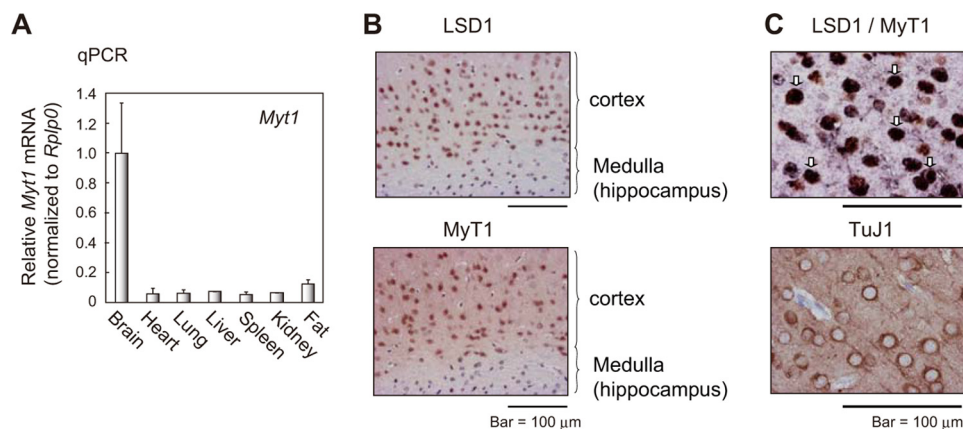 A
qPCR
Relative Myt1 mRNA
(normalized to Rplp0)
1.4
1.2
1.0
0.8
0.6
0.4
0.2
0
Myt1
Brain
Heart
Lung
Liver
Spleen
Kidney
Fat
B
LSD1
cortex
Medulla
(hippocampus)
MyT1
cortex
Medulla
(hippocampus)
Bar = 100 μm
C
LSD1 / MyT1
TuJ1
Bar = 100 μm